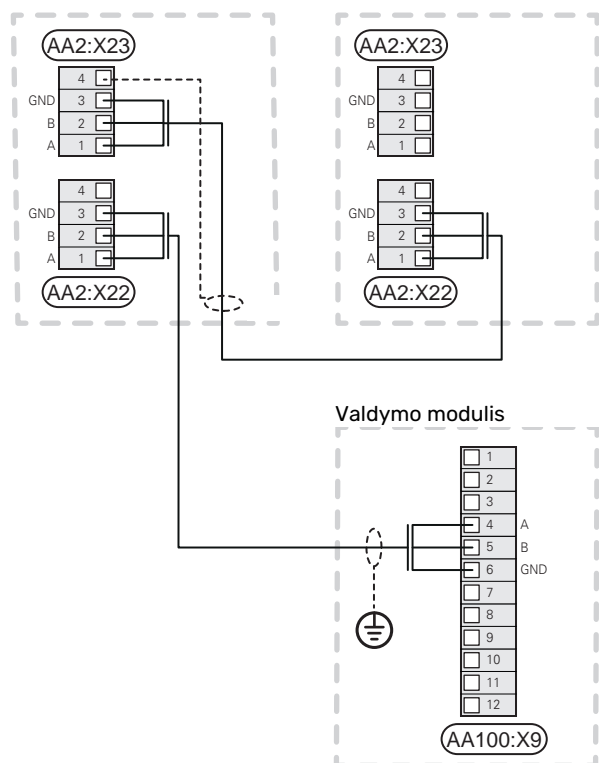 AA2:X23
4
GND 3
B 2
A 1
4
GND 3
B 2
A 1
AA2:X22
AA2:X23
4
GND 3
B 2
A 1
4
GND 3
B 2
A 1
AA2:X22
Valdymo modulis
1
2
3
4 A
5 B
6 GND
7
8
9
10
11
12
AA100:X9